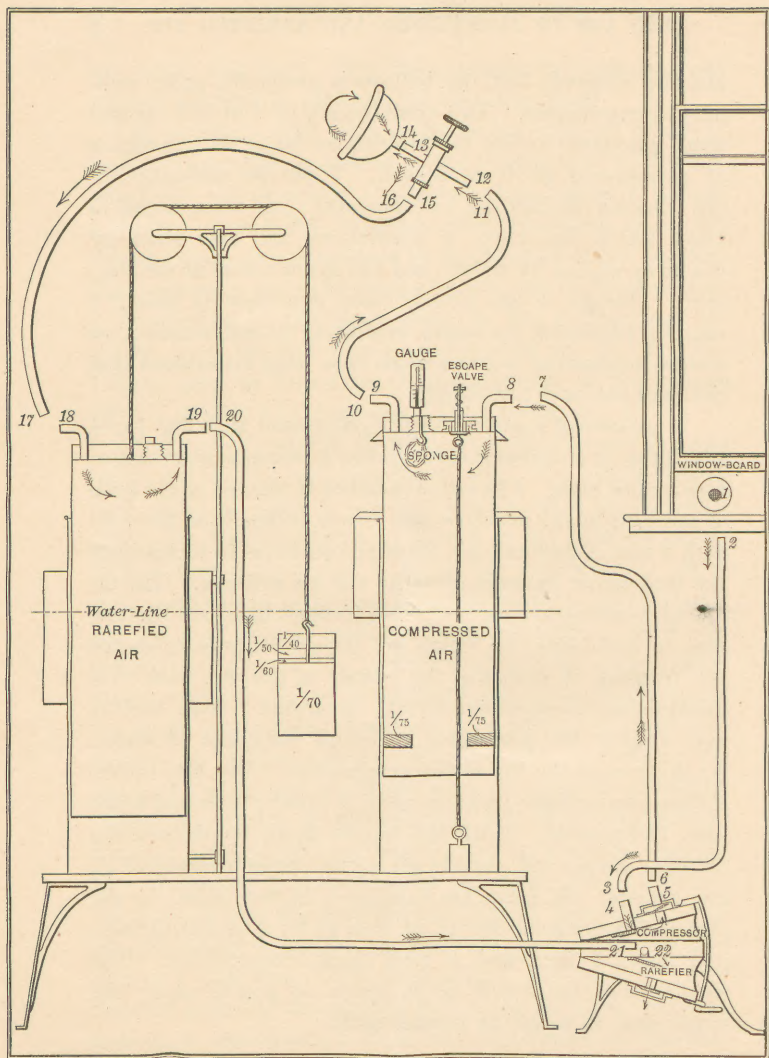 14
13
12
16
15
11
GAUGE
ESCAPE
VALVE
9
8
7
10
17
18
19
20
SPONGE
WINDOW-BOARD
1
2
Water-Line
RAREFIED
AIR
COMPRESSED
AIR
1/40
1/50
1/60
1/70
1/75
1/75
3
6
5
4
COMPRESSOR
21
22
RAREFIER